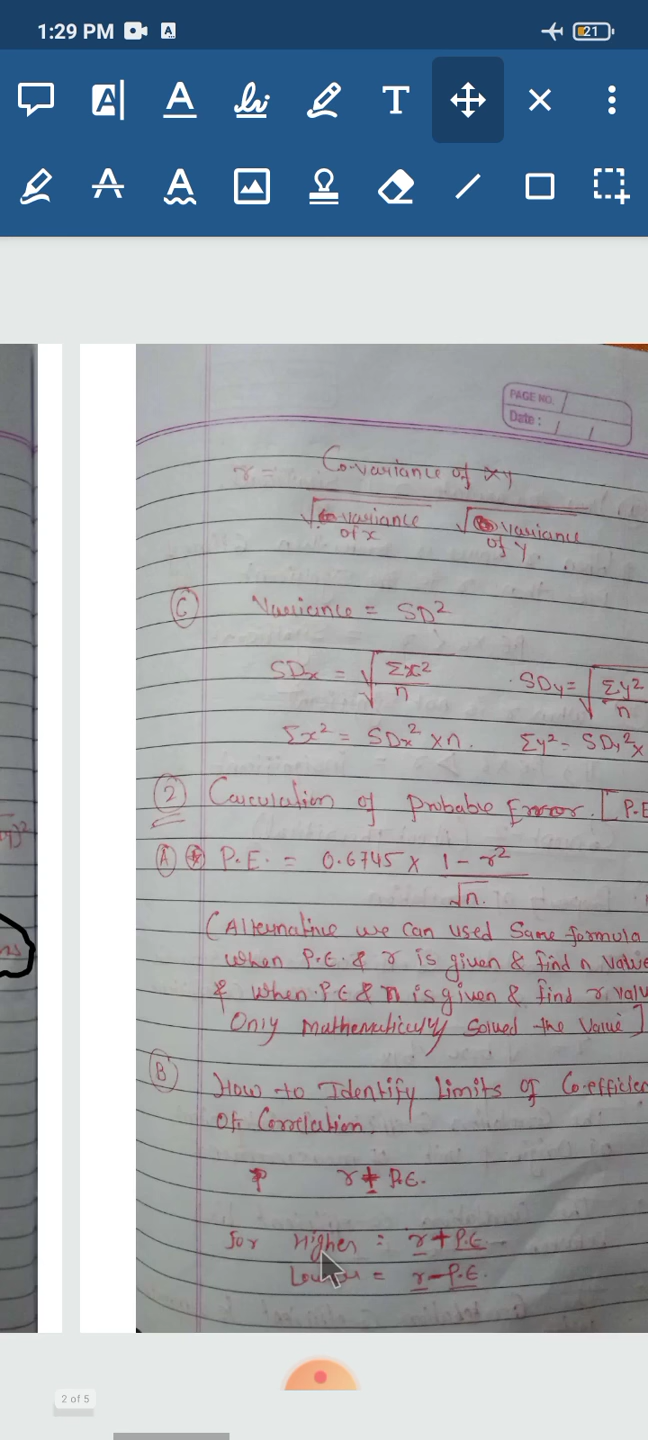 1:29 PM A 21
A A T
A A
PAGE NO.
Date : / /
r = Co-variance of xy
√variance of x √variance of y
C Variance = SD²
SDx = √Σx²/n SDy = √Σy²/n
Σx² = SDx² × n. Σy² = SDy² ×
2 Calculation of Probable Error. [P.E
A P.E. = 0.6745 × 1 - r²/√n.
(Alternative we can used same formula
when P.E. & r is given & find n value
& when P.E & n is given & find r valu
Only Mathematically Solved the Value]
B How to Identify Limits of Co-efficien
Of Correlation.
r ± P.E.
for Higher = r + P.E.
= r - P.E.
2 of 5